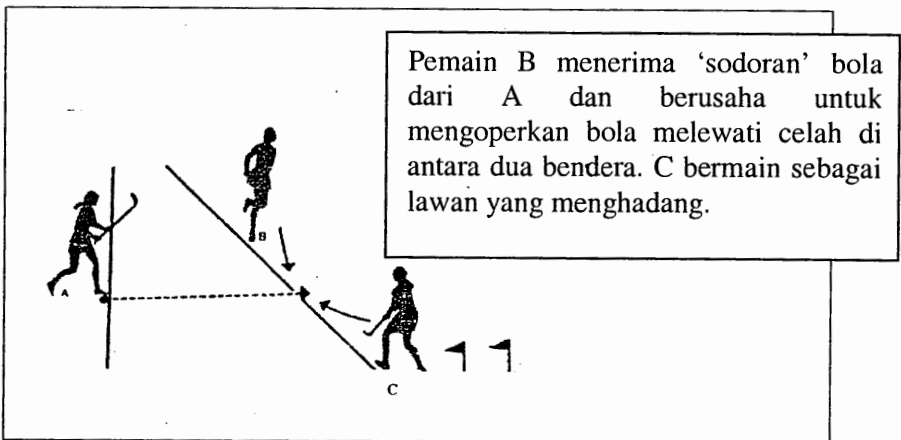 Pemain B menerima ‘sodoran’ bola
dari A dan berusaha untuk
mengoperkan bola melewati celah di
antara dua bendera. C bermain sebagai
lawan yang menghadang.
B
A
C